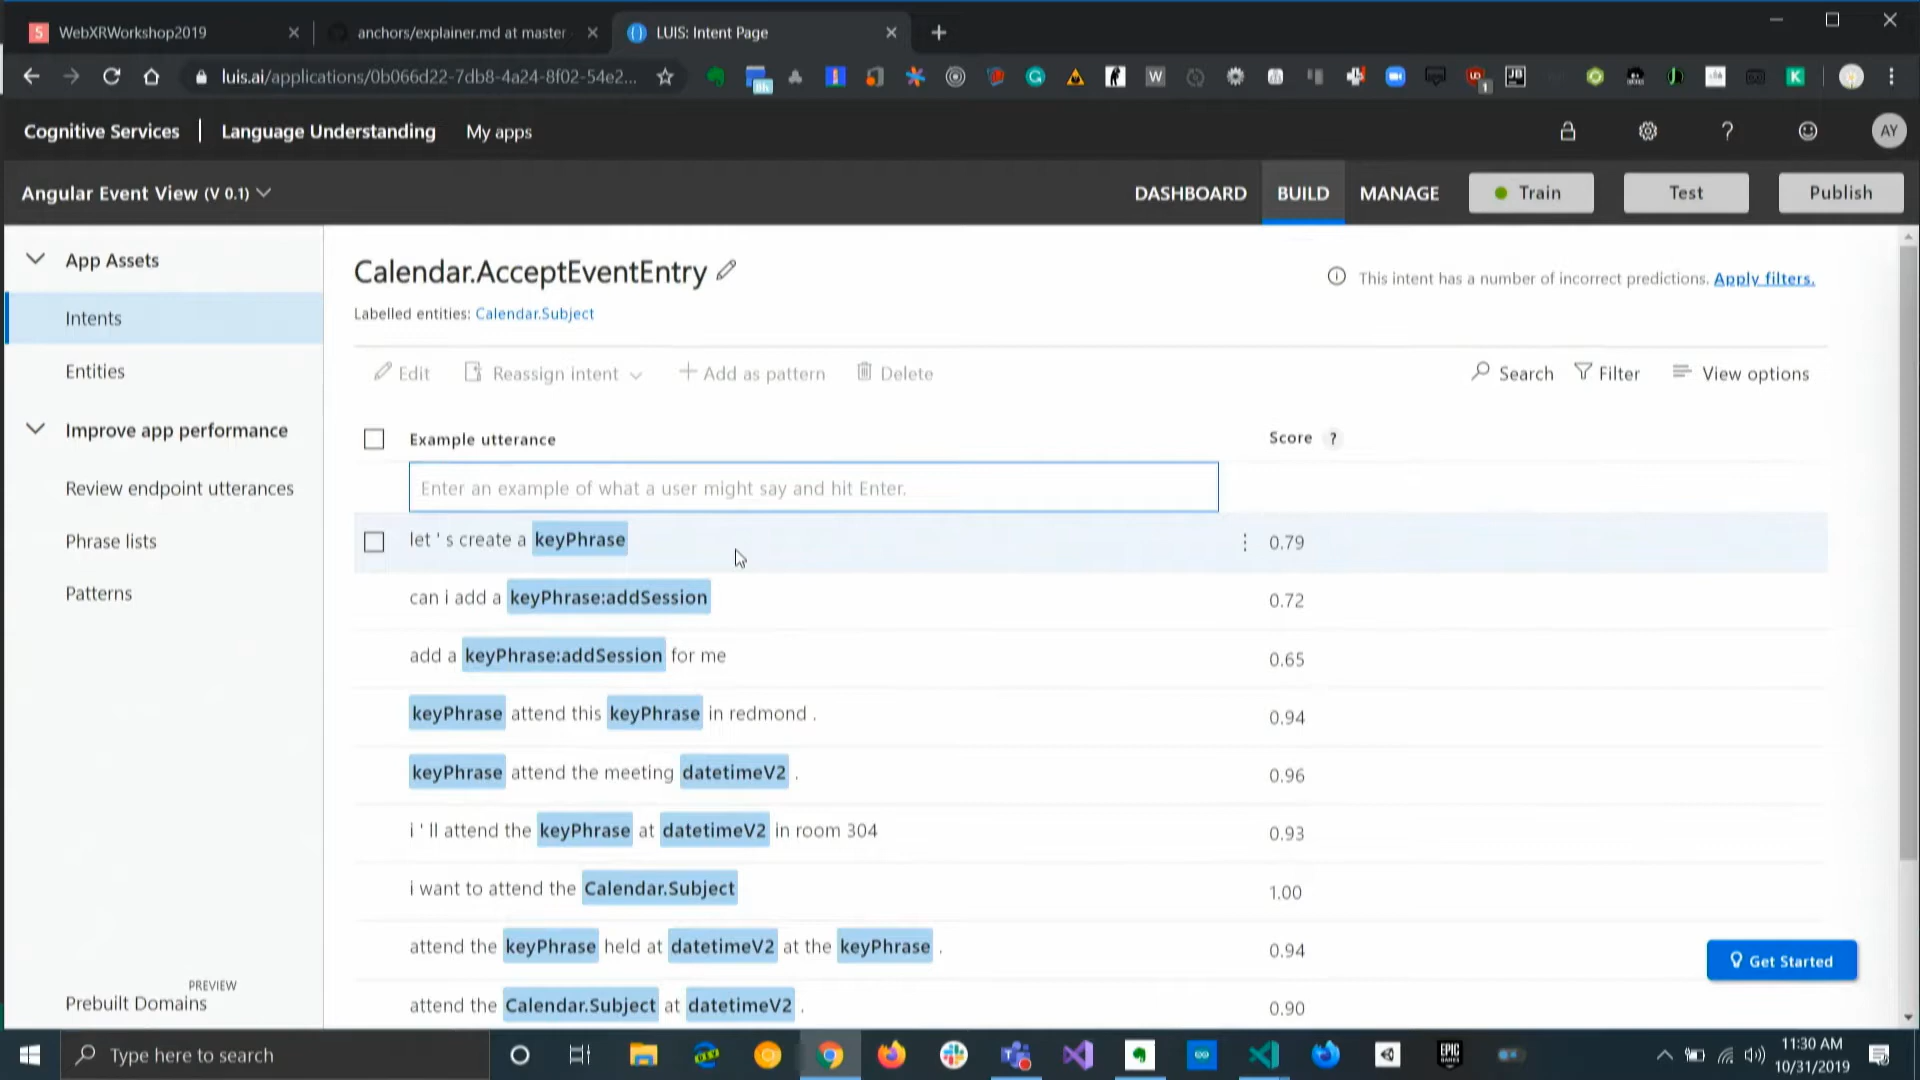 WebXRWorkshop2019
anchors/explainer.md at master
LUIS: Intent Page
luis.ai/applications/0b066d22-7db8-4a24-8f02-54e2...
Cognitive Services | Language Understanding My apps
AY
Angular Event View (V 0.1)
DASHBOARD BUILD MANAGE Train Test Publish
App Assets
Intents
Entities
Improve app performance
Review endpoint utterances
Phrase lists
Patterns
PREVIEW
Prebuilt Domains
Calendar.AcceptEventEntry
This intent has a number of incorrect predictions. Apply filters.
Labelled entities: Calendar.Subject
Edit Reassign intent Add as pattern Delete
Search Filter View options
Example utterance Score ?
Enter an example of what a user might say and hit Enter.
let ' s create a keyPhrase 0.79
can i add a keyPhrase:addSession 0.72
add a keyPhrase:addSession for me 0.65
keyPhrase attend this keyPhrase in redmond . 0.94
keyPhrase attend the meeting datetimeV2 . 0.96
i ' ll attend the keyPhrase at datetimeV2 in room 304 0.93
i want to attend the Calendar.Subject 1.00
attend the keyPhrase held at datetimeV2 at the keyPhrase . 0.94
attend the Calendar.Subject at datetimeV2 . 0.90
Get Started
Type here to search
EPIC
11:30 AM
10/31/2019